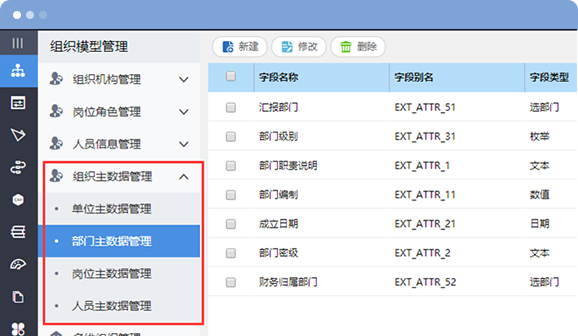 组织模型管理
组织机构管理
岗位角色管理
人员信息管理
组织主数据管理
单位主数据管理
部门主数据管理
岗位主数据管理
人员主数据管理
新建 修改 删除
字段名称 字段别名 字段类型
汇报部门 EXT_ATTR_51 选部门
部门级别 EXT_ATTR_31 枚举
部门职责说明 EXT_ATTR_1 文本
部门编制 EXT_ATTR_11 数值
成立日期 EXT_ATTR_21 日期
部门密级 EXT_ATTR_2 文本
财务归属部门 EXT_ATTR_52 选部门